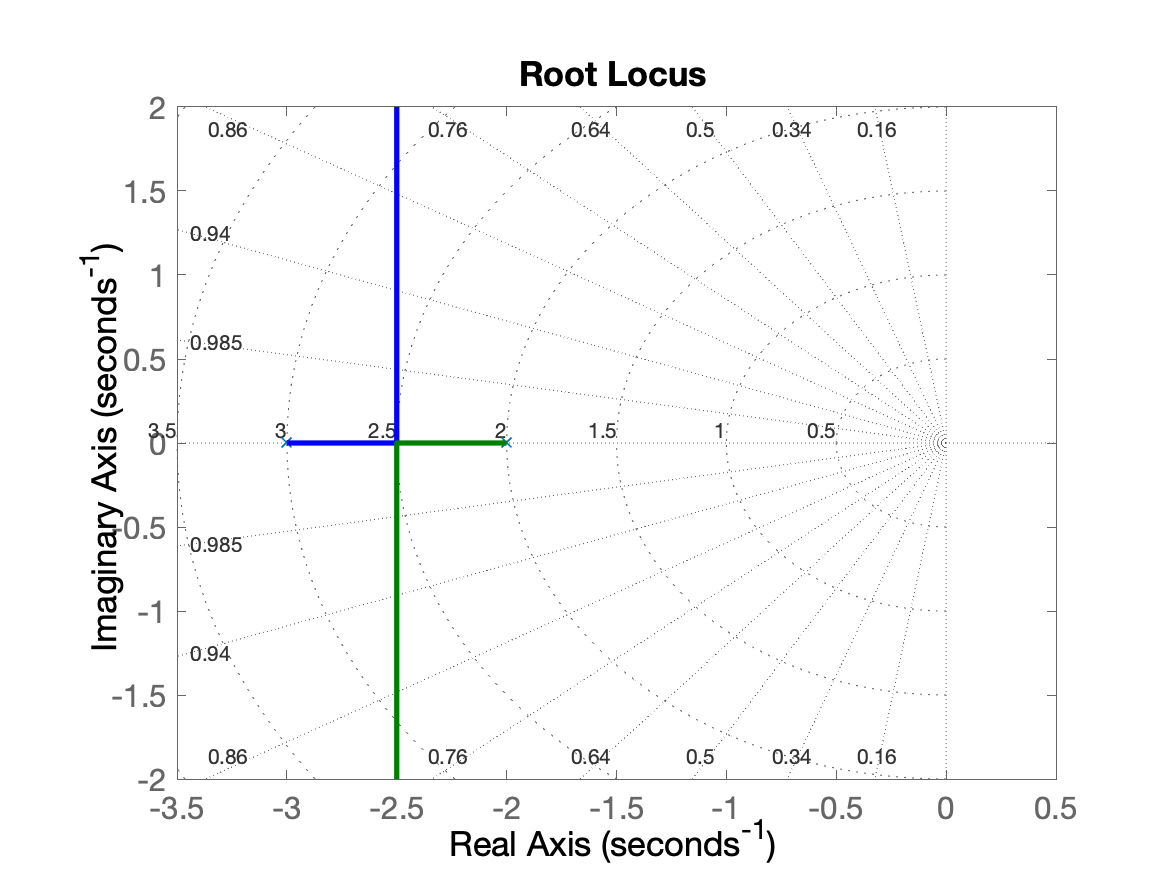 Root Locus
2
0.86 0.76 0.64 0.5 0.34 0.16
1.5
0.94
1
0.985
0.5
3.5 3 2.5 2 1.5 1 0.5
0
-0.5
0.985
-1
0.94
-1.5
0.86 0.76 0.64 0.5 0.34 0.16
-2
-3.5 -3 -2.5 -2 -1.5 -1 -0.5 0 0.5
Real Axis (seconds-1)
Imaginary Axis (seconds-1)